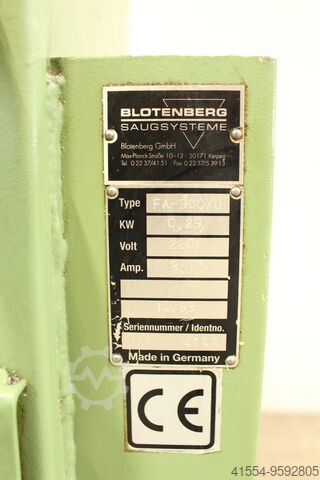 BLOTENBERG
SAUGSYSTEME
Blotenberg GmbH
Max-Planck-Straße 10-12 · 50171 Kerpen
Tel. 0 22 37/41 51 · Fax 0 22 37/5 39 13
Type FA-300/U
KW 0,25
Volt 220
Amp.
Seriennummer / Identno.
4141
Made in Germany
CE
41554-9592805